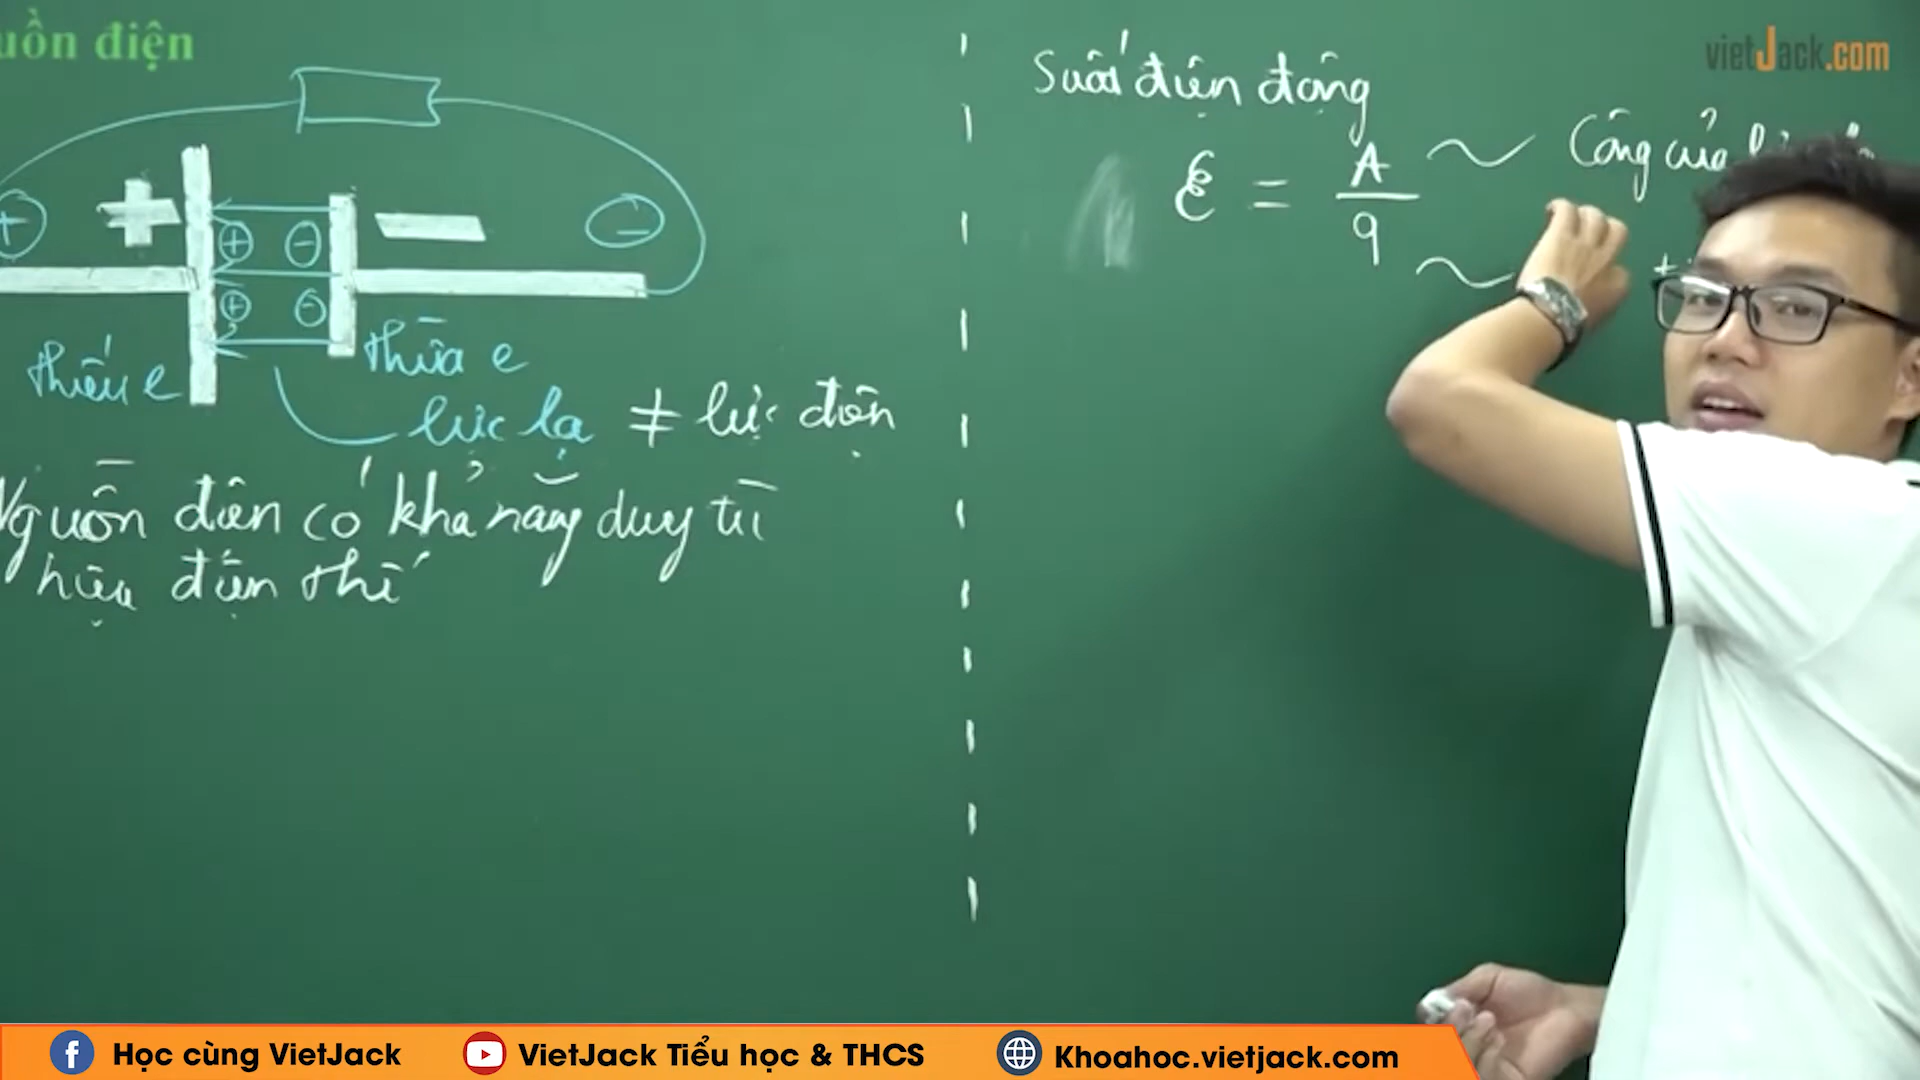 uồn điện
+
+
-
-
+
-
+
-
thiếu e
thừa e
lực lạ ≠ lực điện
Nguồn điện có khả năng duy trì
hiệu điện thế
Suất điện động
ℰ = A/q
Công của
+
vietJack.com
Học cùng VietJack
VietJack Tiểu học & THCS
Khoahoc.vietjack.com